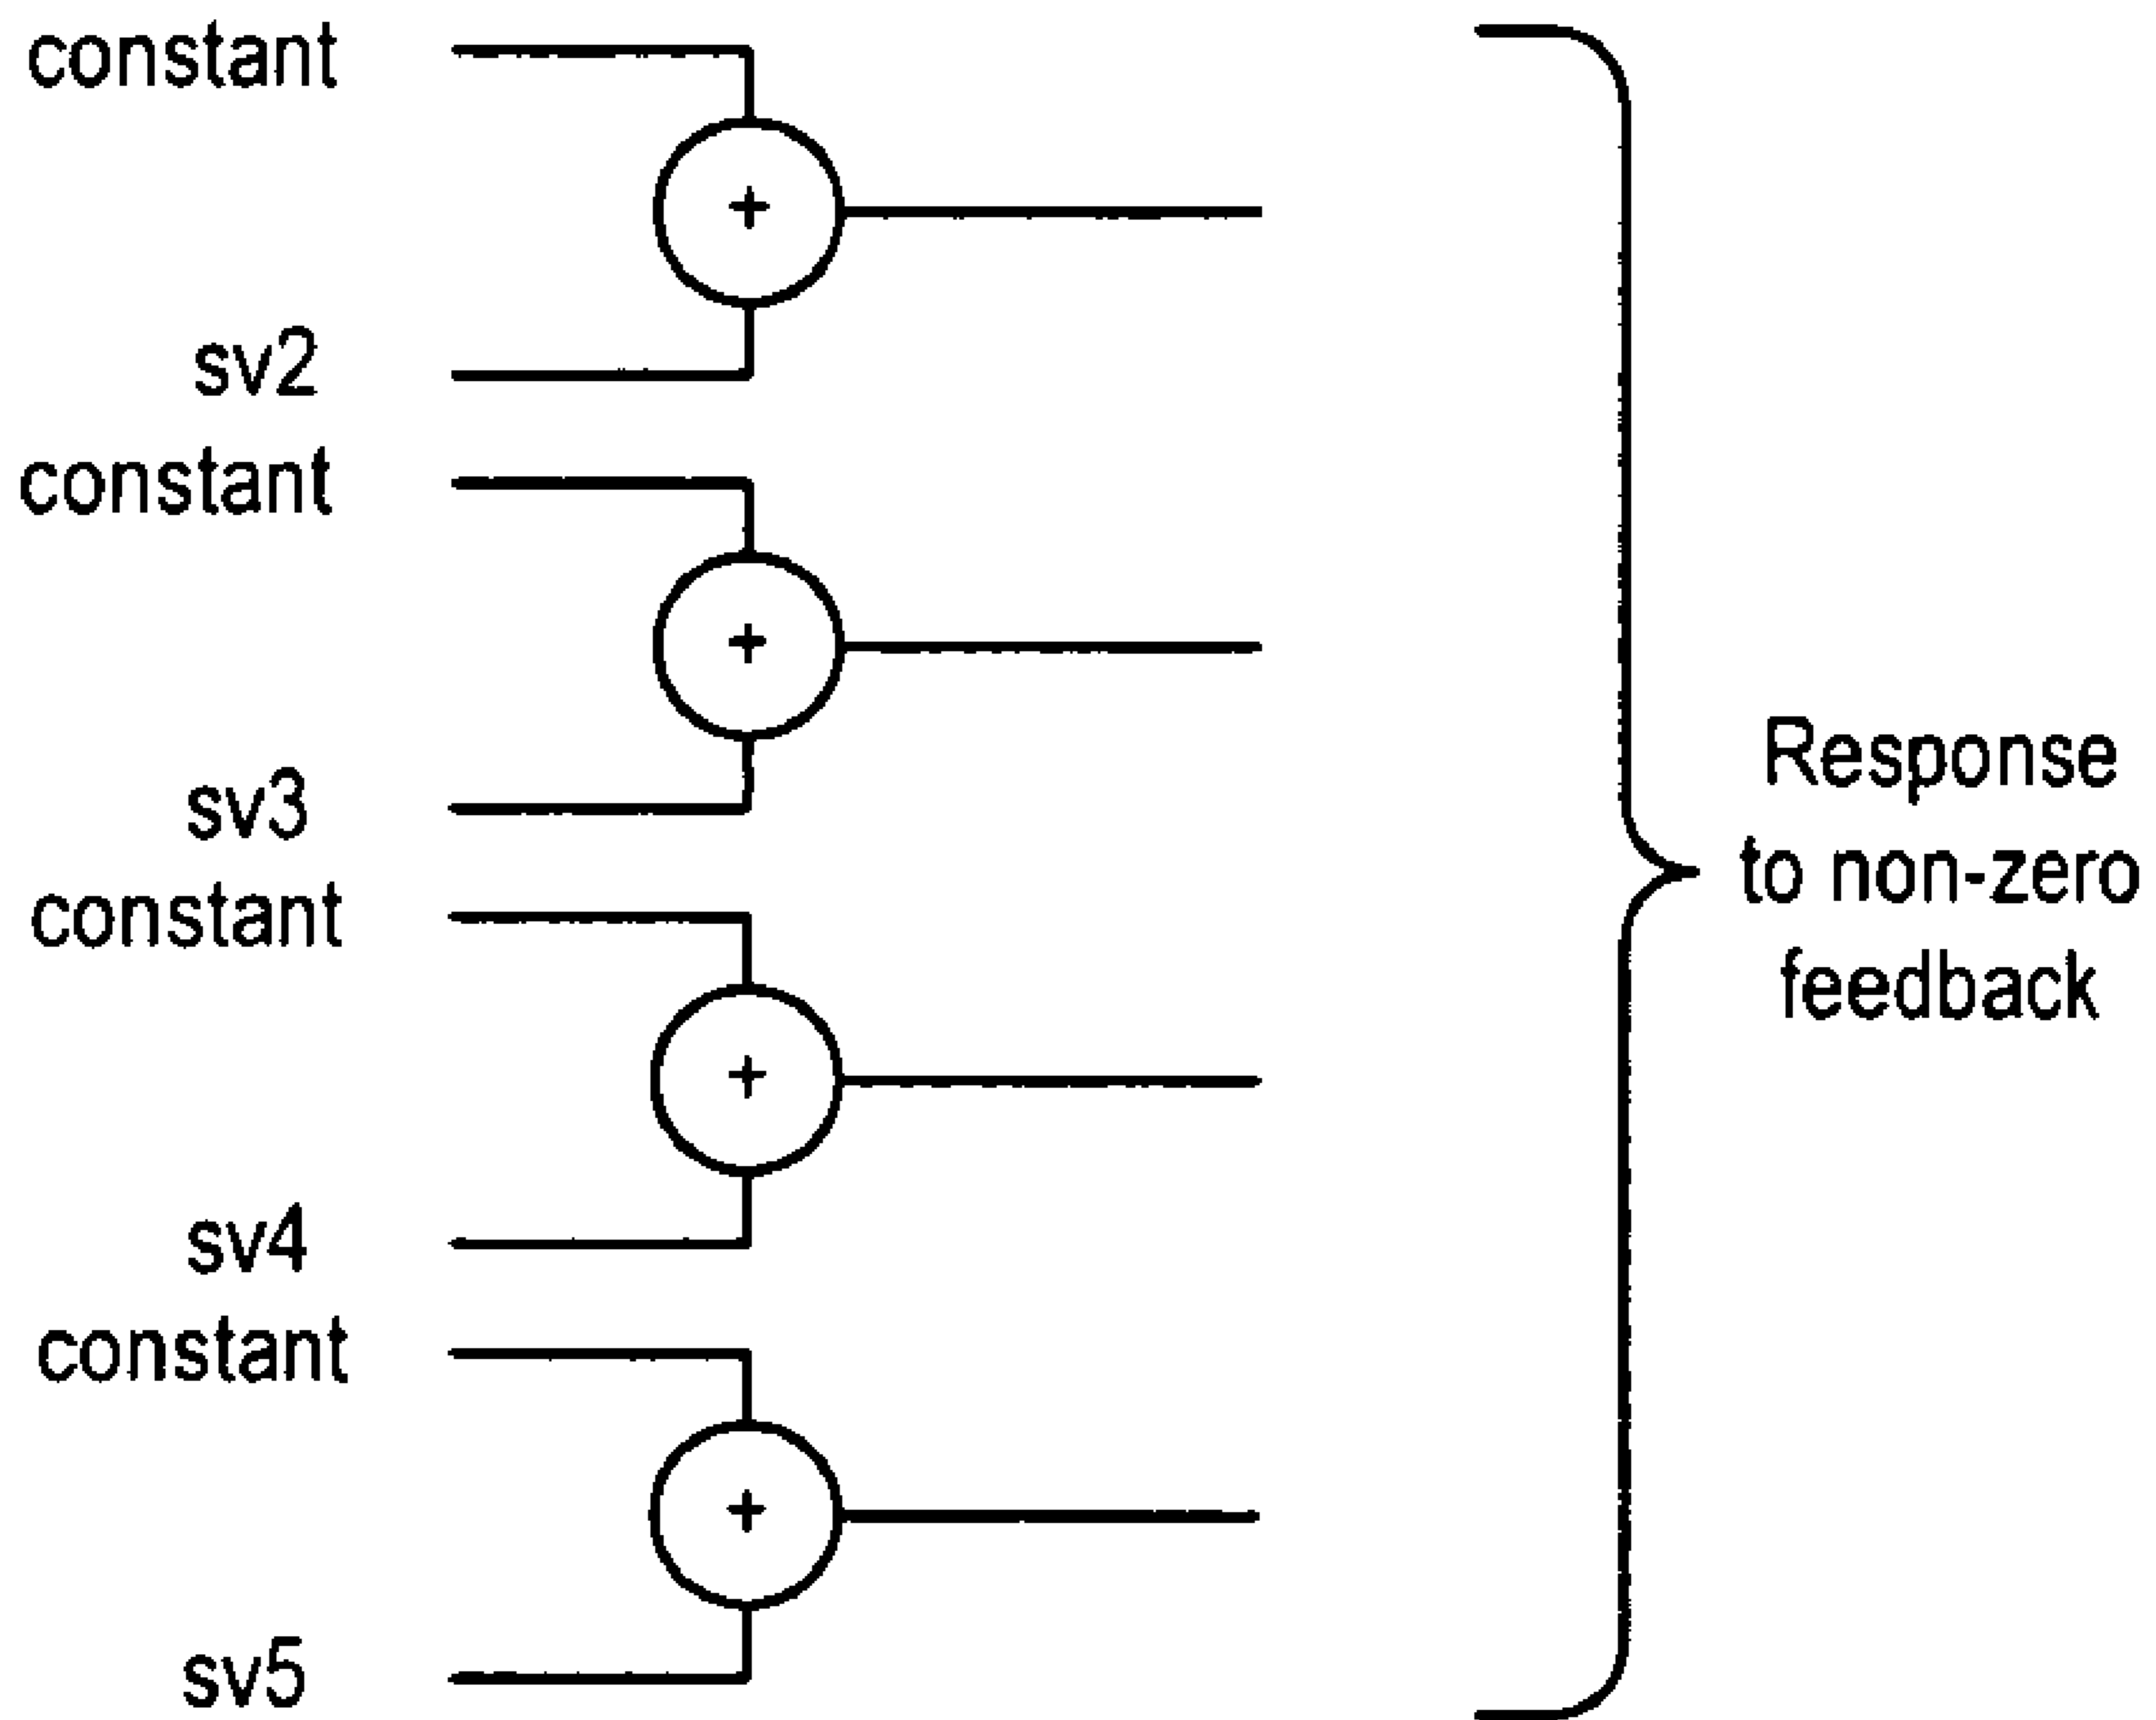 constant
+
sv2
constant
+
sv3
constant
+
sv4
constant
+
sv5
Response
to non-zero
feedback